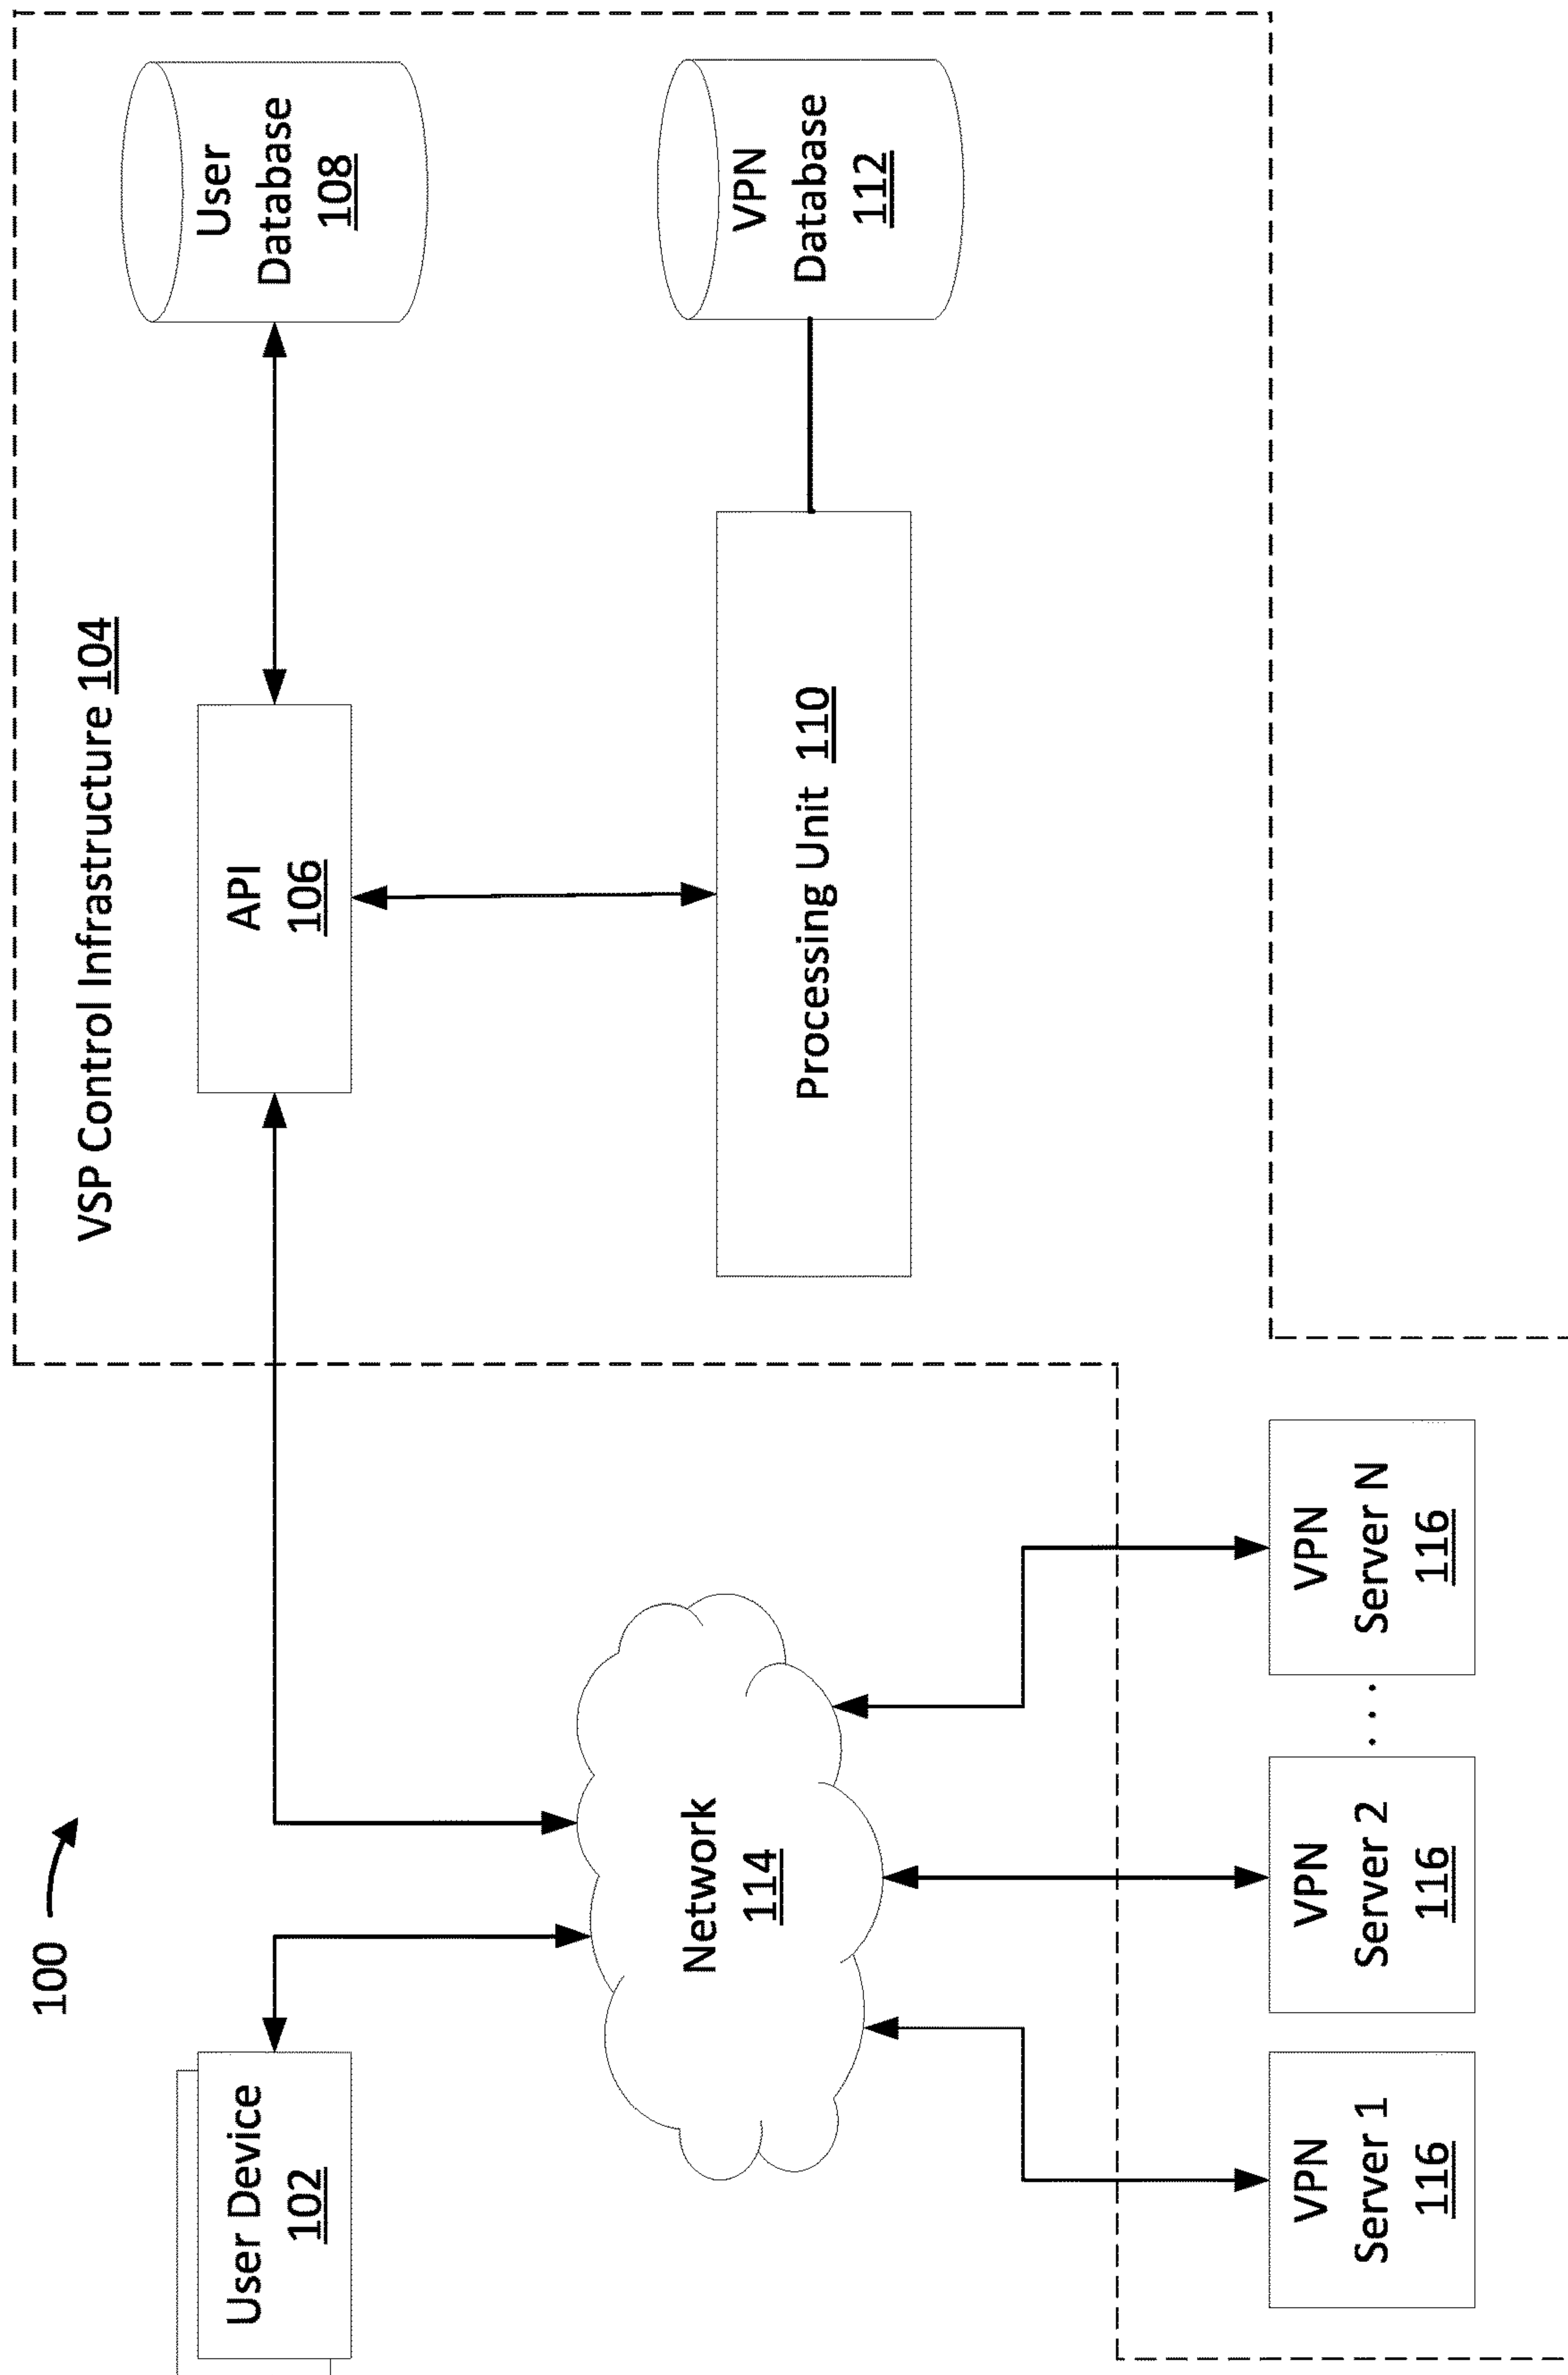 100
VSP Control Infrastructure 104
User Device
102
API
106
User
Database
108
Network
114
Processing Unit 110
VPN
Database
112
VPN
Server 1
116
VPN
Server 2
116
. . .
VPN
Server N
116